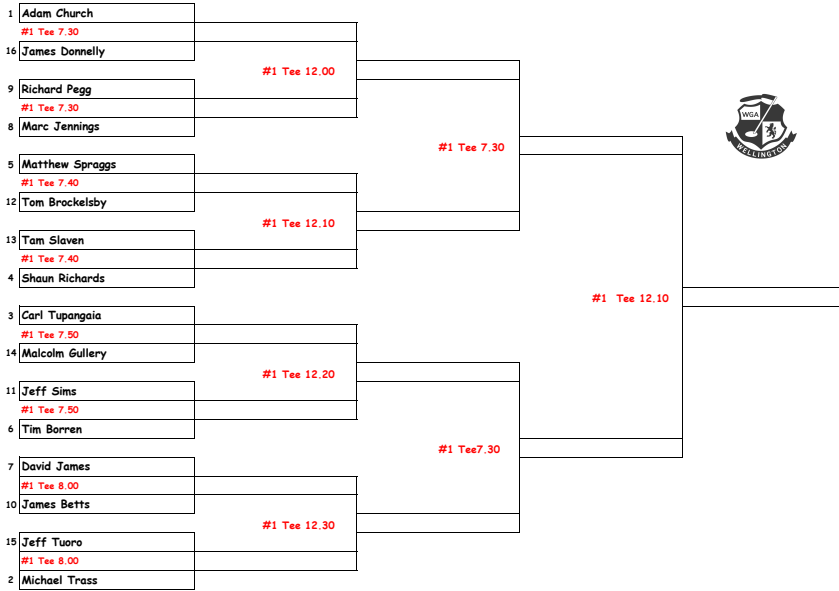 1 Adam Church
#1 Tee 7.30
16 James Donnelly
#1 Tee 12.00
9 Richard Pegg
#1 Tee 7.30
8 Marc Jennings
#1 Tee 7.30
5 Matthew Spraggs
#1 Tee 7.40
12 Tom Brockelsby
#1 Tee 12.10
13 Tam Slaven
#1 Tee 7.40
4 Shaun Richards
#1 Tee 12.10
3 Carl Tupangaia
#1 Tee 7.50
14 Malcolm Gullery
#1 Tee 12.20
11 Jeff Sims
#1 Tee 7.50
6 Tim Borren
#1 Tee7.30
7 David James
#1 Tee 8.00
10 James Betts
#1 Tee 12.30
15 Jeff Tuoro
#1 Tee 8.00
2 Michael Trass
WGA
WELLINGTON